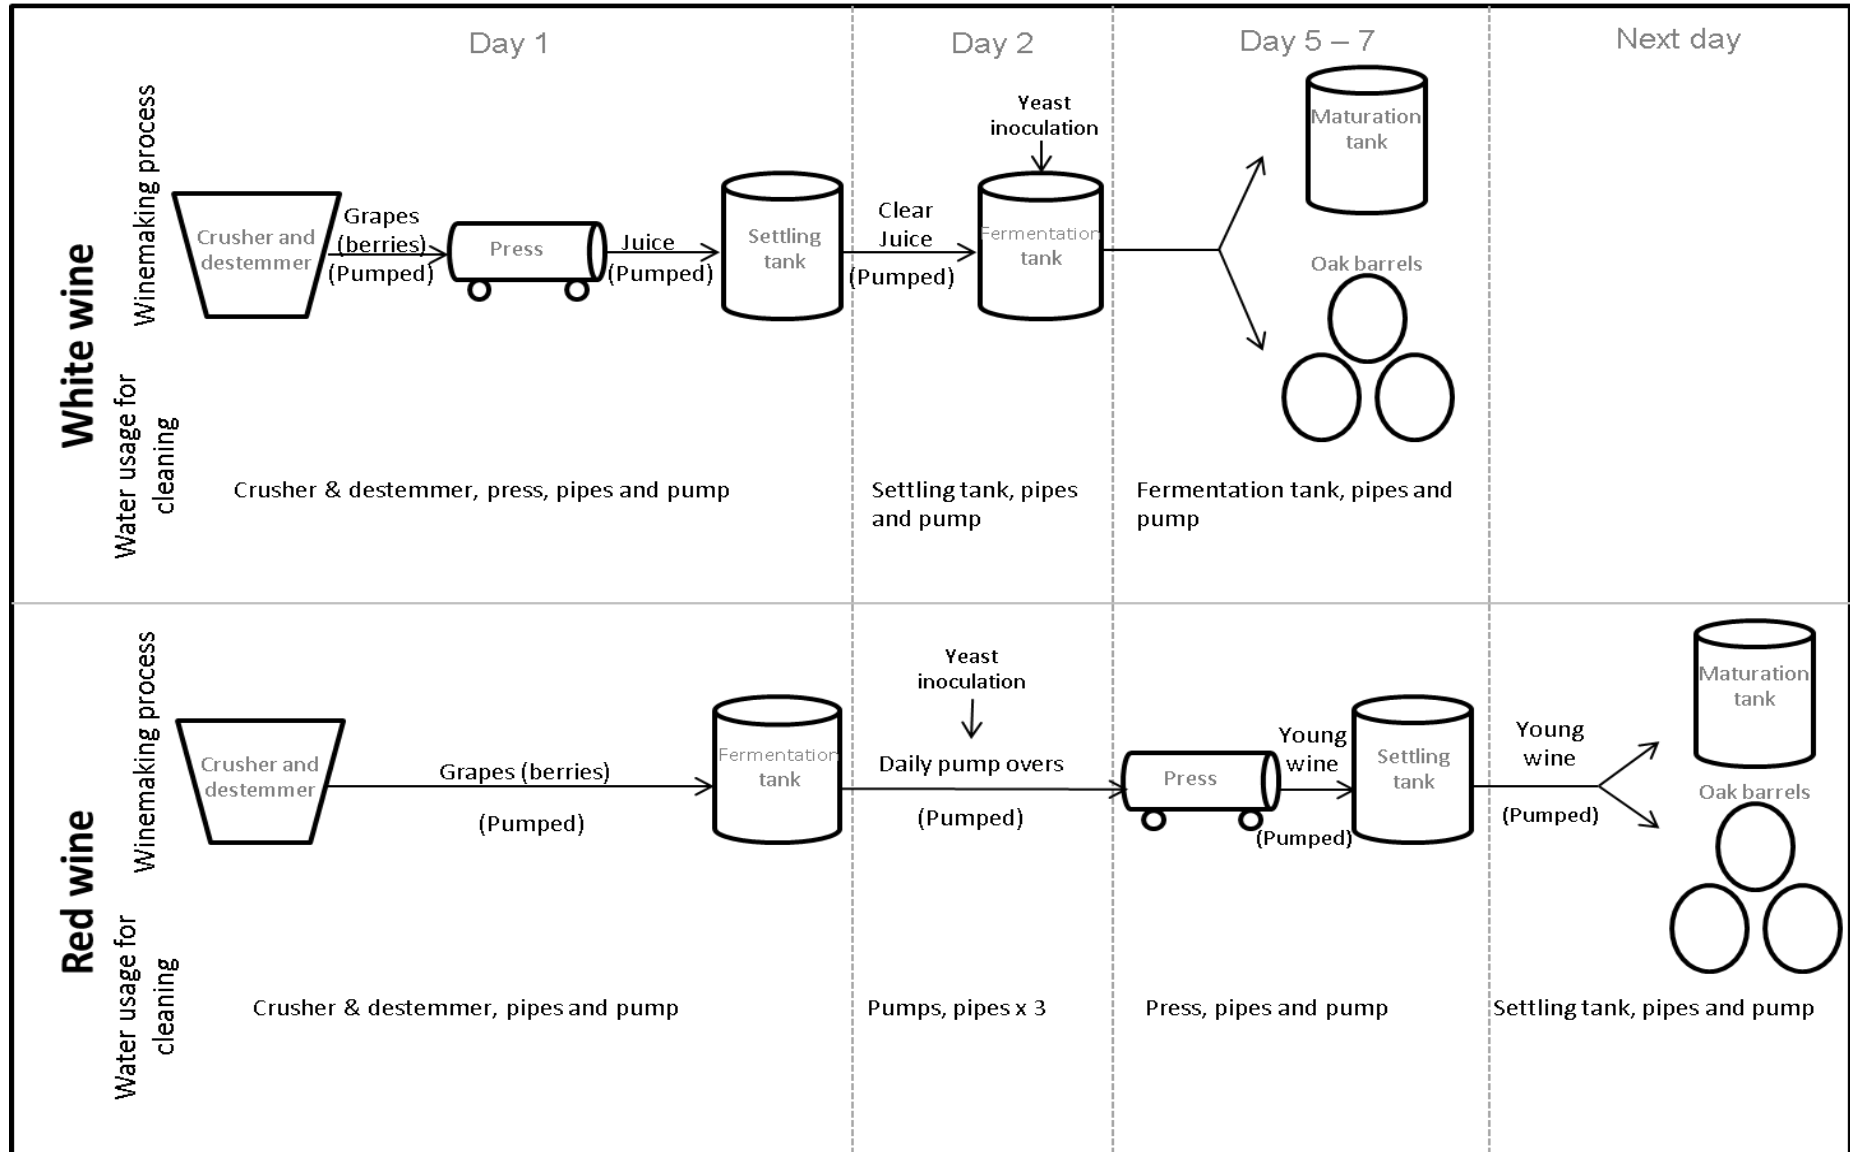 Day 1
Day 2
Day 5 – 7
Next day
White wine
Winemaking process
Crusher and
destemmer
Grapes
(berries)
(Pumped)
Press
Juice
(Pumped)
Settling
tank
Clear
Juice
(Pumped)
Yeast
inoculation
Fermentation
tank
Maturation
tank
Oak barrels
Water usage for
cleaning
Crusher & destemmer, press, pipes and pump
Settling tank, pipes
and pump
Fermentation tank, pipes and
pump
Red wine
Winemaking process
Crusher and
destemmer
Grapes (berries)
(Pumped)
Fermentation
tank
Yeast
inoculation
Daily pump overs
(Pumped)
Press
Young
wine
(Pumped)
Settling
tank
Young
wine
(Pumped)
Maturation
tank
Oak barrels
Water usage for
cleaning
Crusher & destemmer, pipes and pump
Pumps, pipes x 3
Press, pipes and pump
Settling tank, pipes and pump